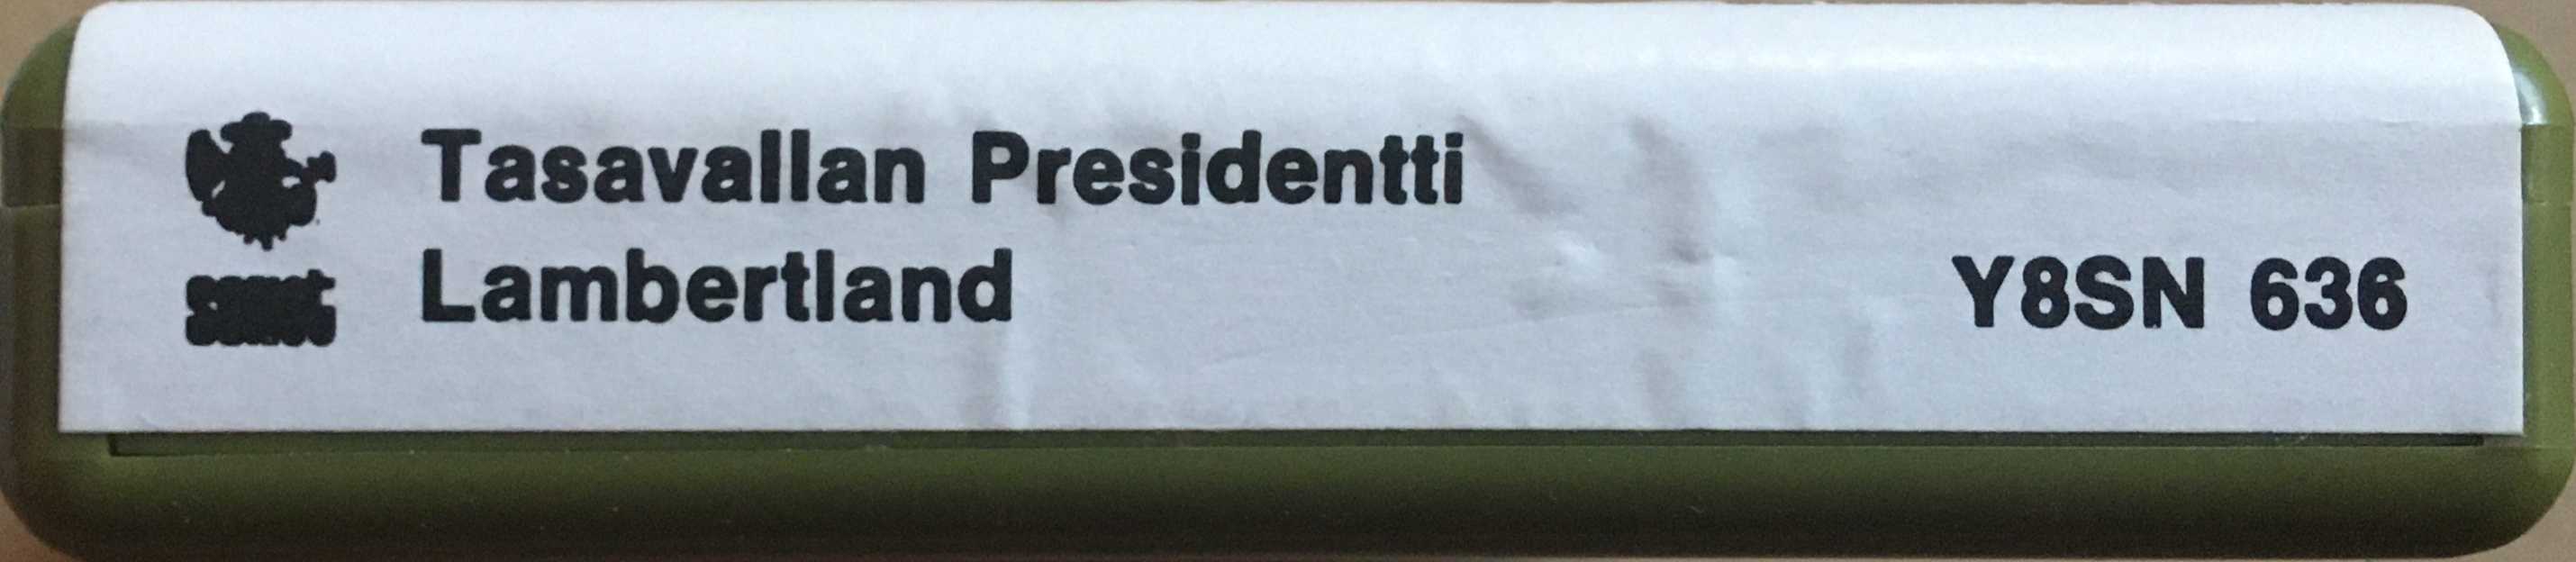 Tasavallan Presidentti
Lambertland
Y8SN 636